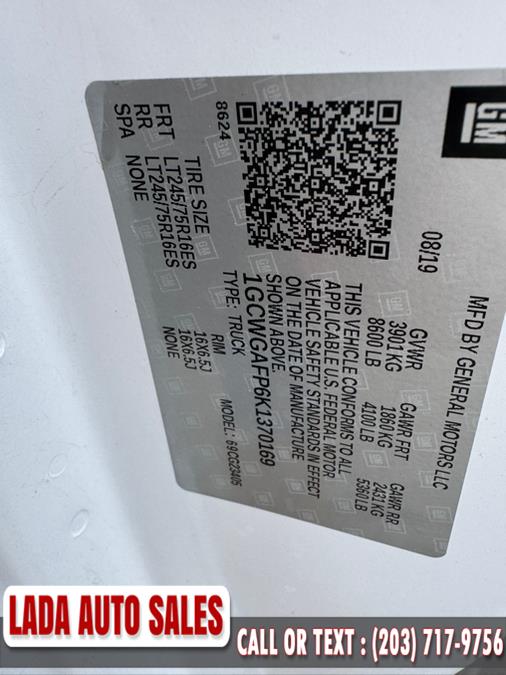 GM
MFD BY GENERAL MOTORS LLC
08/19
GVWR
3901 KG
8600 LB
GAWR FRT
1860 KG
4100 LB
GAWR RR
2431 KG
5360 LB
THIS VEHICLE CONFORMS TO ALL
APPLICABLE U.S. FEDERAL MOTOR
VEHICLE SAFETY STANDARDS IN EFFECT
ON THE DATE OF MANUFACTURE
SHOWN ABOVE.
1GCWGAFP6K1370169
TYPE: TRUCK
MODEL: 69CG23405
8624
TIRE SIZE
RIM
FRT LT245/75R16ES 16X6.5J
RR LT245/75R16ES 16X6.5J
SPA NONE NONE
LADA AUTO SALES
CALL OR TEXT : (203) 717-9756